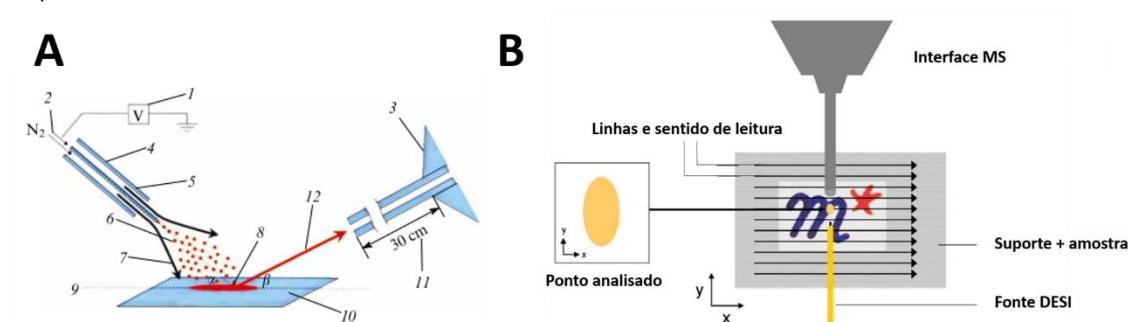 A
B
1
2
V
N₂
3
4
5
6
7
8
9
10
11
12
30 cm
α
β
Interface MS
Linhas e sentido de leitura
m*
y
x
Ponto analisado
y
x
Suporte + amostra
Fonte DESI